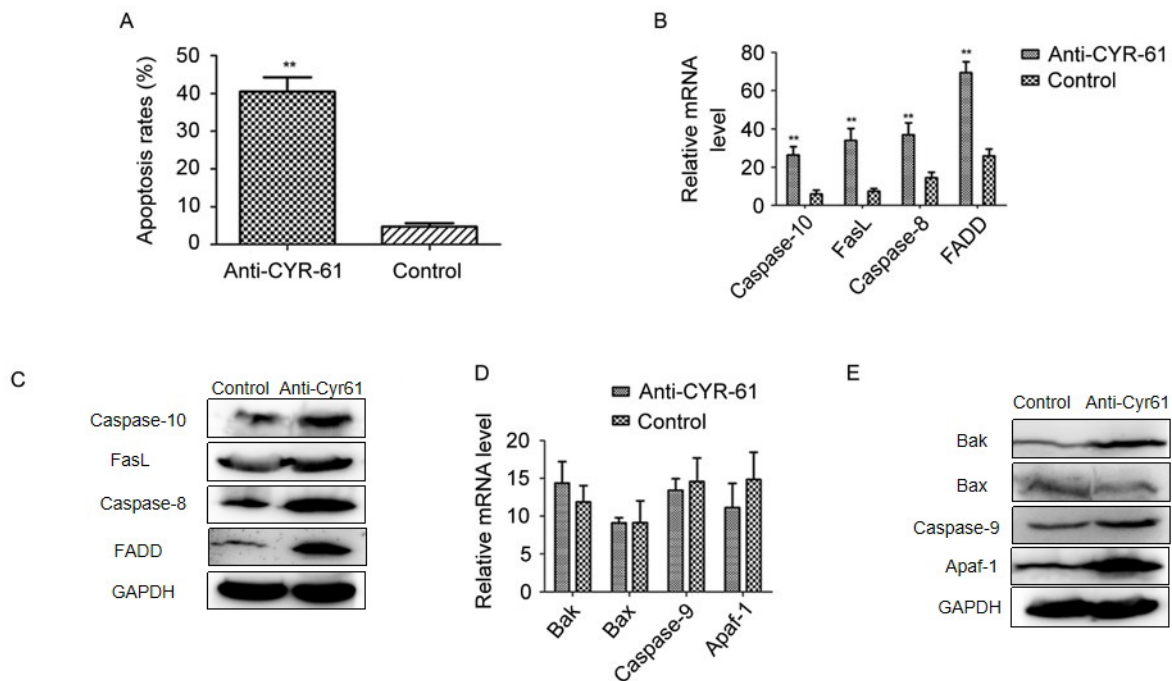 A
50
40
30
20
10
0
Apoptosis rates (%)
**
Anti-CYR-61
Control
B
80
60
40
20
0
Relative mRNA
level
**
**
**
**
Caspase-10
FasL
Caspase-8
FADD
Anti-CYR-61
Control
C
Control Anti-Cyr61
Caspase-10
FasL
Caspase-8
FADD
GAPDH
D
Anti-CYR-61
Control
20
15
10
5
0
Relative mRNA level
Bak
Bax
Caspase-9
Apaf-1
E
Control Anti-Cyr61
Bak
Bax
Caspase-9
Apaf-1
GAPDH